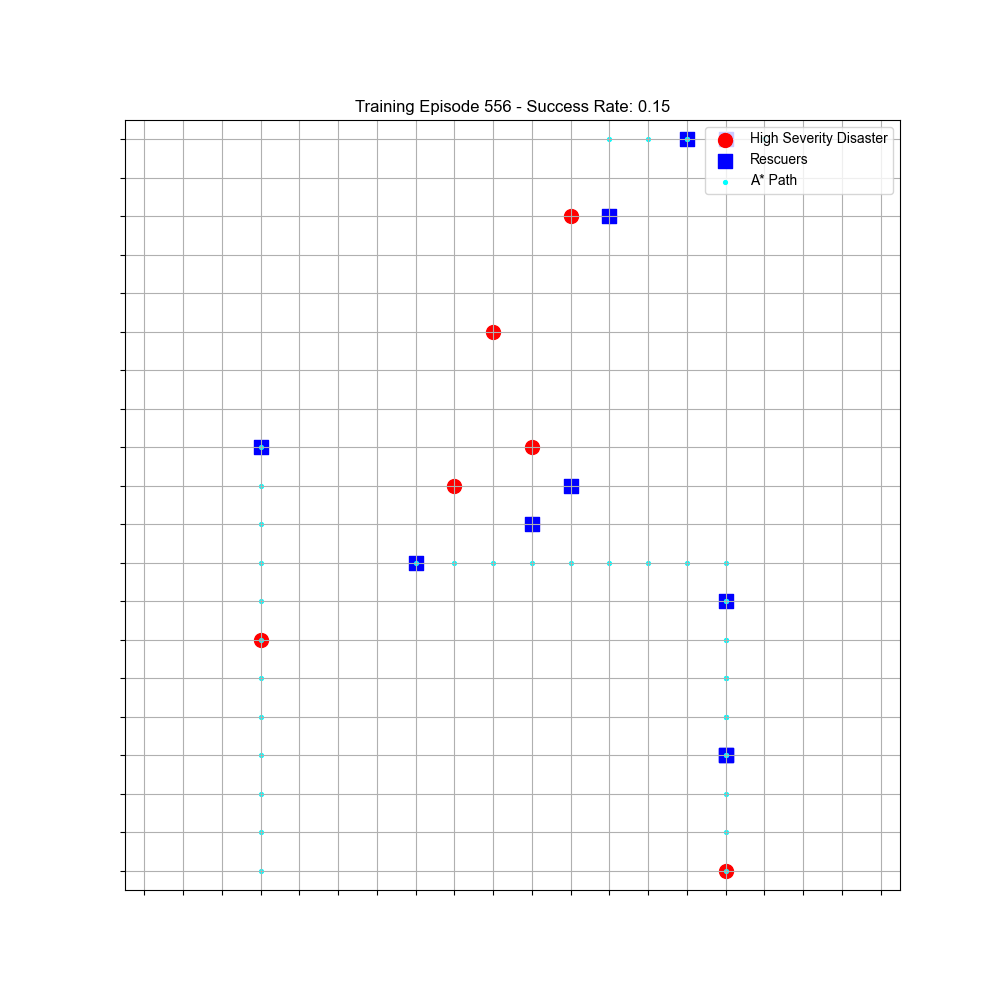 Training Episode 556 - Success Rate: 0.15
High Severity Disaster
Rescuers
A* Path